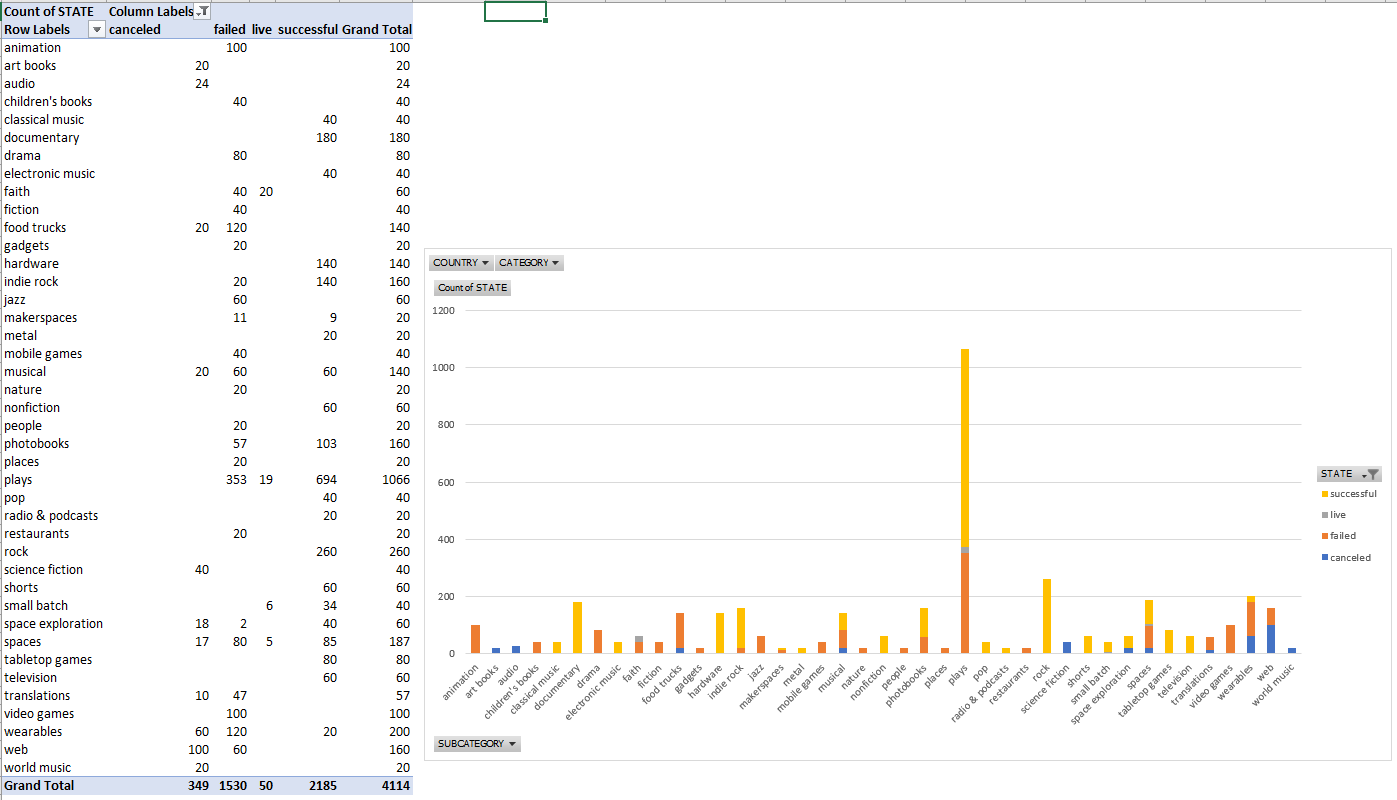 Count of STATE Column Labels
Row Labels canceled failed live successful Grand Total
animation 100 100
art books 20 20
audio 24 24
children's books 40 40
classical music 40 40
documentary 180 180
drama 80 80
electronic music 40 40
faith 40 20 60
fiction 40 40
food trucks 20 120 140
gadgets 20 20
hardware 140 140
indie rock 20 140 160
jazz 60 60
makerspaces 11 9 20
metal 20 20
mobile games 40 40
musical 20 60 60 140
nature 20 20
nonfiction 60 60
people 20 20
photobooks 57 103 160
places 20 20
plays 353 19 694 1066
pop 40 40
radio & podcasts 20 20
restaurants 20 20
rock 260 260
science fiction 40 40
shorts 60 60
small batch 6 34 40
space exploration 18 2 40 60
spaces 17 80 5 85 187
tabletop games 80 80
television 60 60
translations 10 47 57
video games 100 100
wearables 60 120 20 200
web 100 60 160
world music 20 20
Grand Total 349 1530 50 2185 4114
COUNTRY CATEGORY
Count of STATE
1200
1000
800
600
400
200
0
animation
art books
audio
children's books
classical music
documentary
drama
electronic music
faith
fiction
food trucks
gadgets
hardware
indie rock
jazz
makerspaces
metal
mobile games
musical
nature
nonfiction
people
photobooks
places
plays
pop
radio & podcasts
restaurants
rock
science fiction
shorts
small batch
space exploration
spaces
tabletop games
television
translations
video games
wearables
web
world music
STATE
successful
live
failed
canceled
SUBCATEGORY